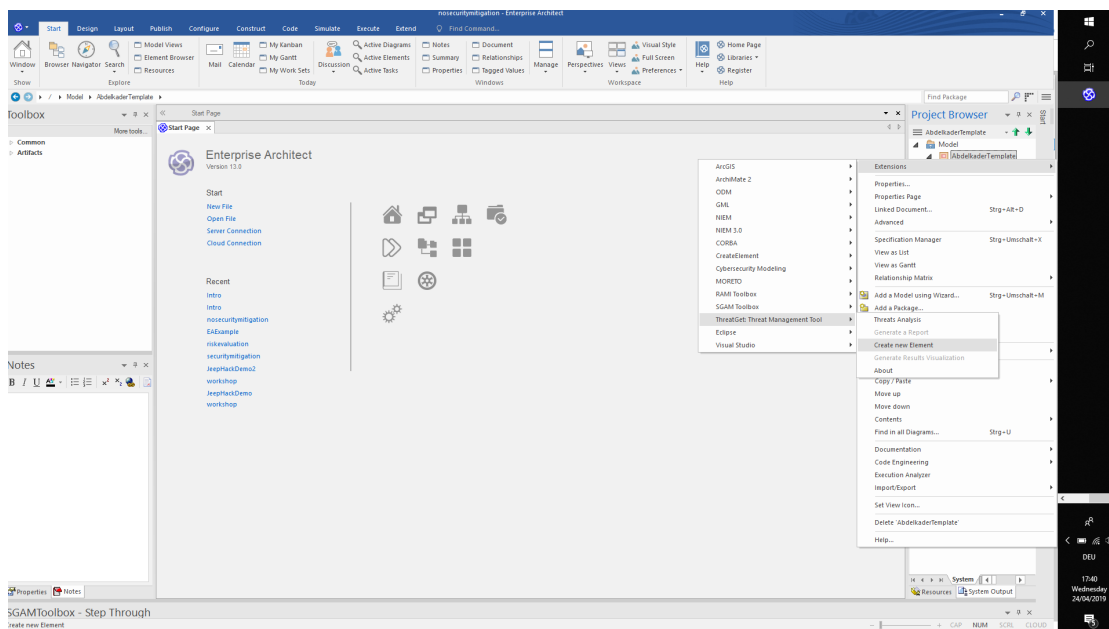 nosecuritymitigation - Enterprise Architect
Start Design Layout Publish Configure Construct Code Simulate Execute Extend Find Command...
Window Browser Navigator Search
Model Views
Element Browser
Resources
Mail Calendar
My Kanban
My Gantt
My Work Sets
Discussion
Active Diagrams
Active Elements
Active Tasks
Notes
Summary
Properties
Document
Relationships
Tagged Values
Manage Perspectives Views
Visual Style
Full Screen
Preferences
Help
Home Page
Libraries
Register
Show Explore Today Windows Workspace Help
/ Model AbdelkaderTemplate
Find Package
Toolbox
More tools...
Common
Artifacts
Start Page
Start Page
Enterprise Architect
Version 13.0
Start
New File
Open File
Server Connection
Cloud Connection
Recent
Intro
Intro
nosecuritymitigation
EAExample
riskevaluation
securitymitigation
JeepHackDemo2
workshop
JeepHackDemo
workshop
Project Browser
Start
AbdelkaderTemplate
Model
AbdelkaderTemplate
ArcGIS
ArchiMate 2
ODM
GML
NIEM
NIEM 3.0
CORBA
CreateElement
Cybersecurity Modeling
MORETO
RAMI Toolbox
SGAM Toolbox
ThreatGet: Threat Management Tool
Eclipse
Visual Studio
Extensions
Properties...
Properties Page
Linked Document... Strg+Alt+D
Advanced
Specification Manager Strg+Umschalt+X
View as List
View as Gantt
Relationship Matrix
Add a Model using Wizard... Strg+Umschalt+M
Add a Package...
Threats Analysis
Generate a Report
Create new Element
Generate Results Visualization
About
Copy / Paste
Move up
Move down
Contents
Find in all Diagrams... Strg+U
Documentation
Code Engineering
Execution Analyzer
Import/Export
Set View Icon...
Delete 'AbdelkaderTemplate'
Help...
Notes
B I U
System
Resources System Output
Properties Notes
SGAMToolbox - Step Through
Create new Element
CAP NUM SCRL CLOUD
DEU
17:40
Wednesday
24/04/2019